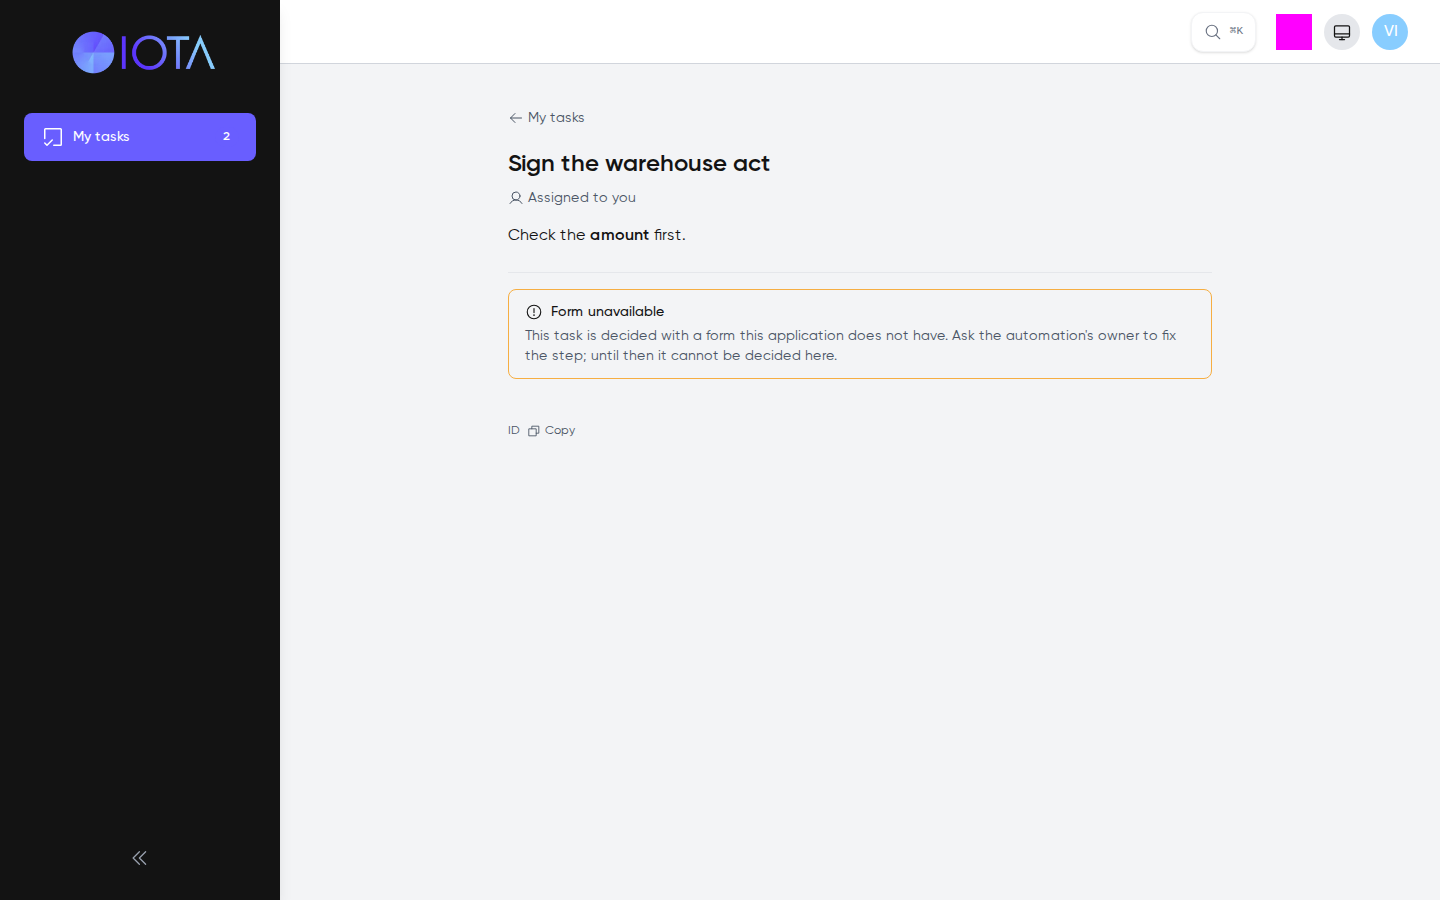 IOTA
⌘K
VI
My tasks
2
My tasks
Sign the warehouse act
Assigned to you
Check the amount first.
Form unavailable
This task is decided with a form this application does not have. Ask the automation's owner to fix
the step; until then it cannot be decided here.
ID Copy